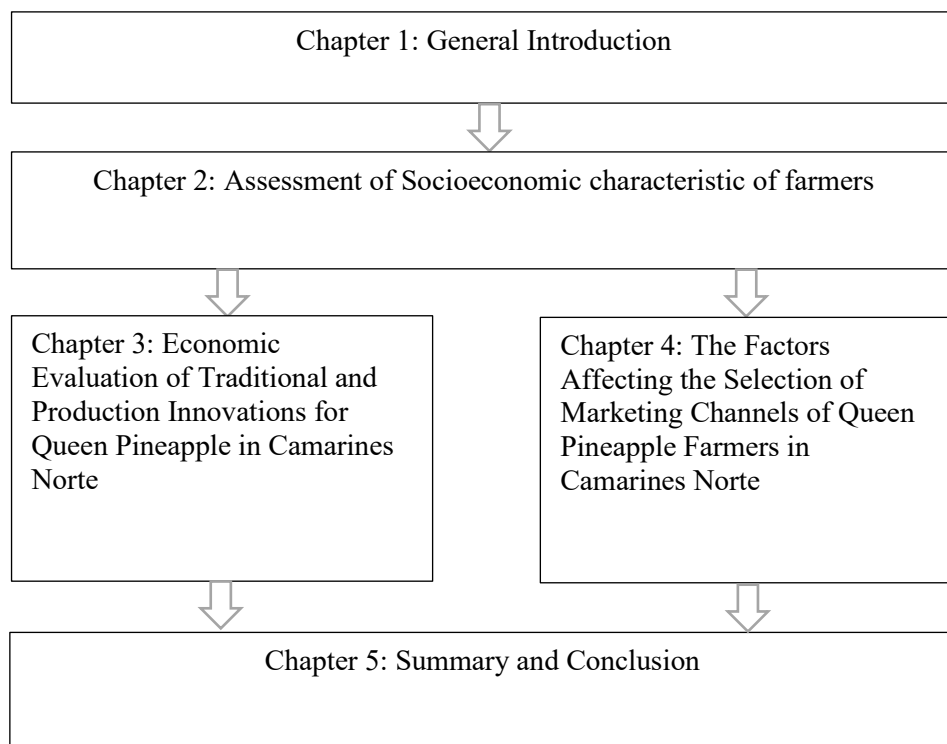 Chapter 1: General Introduction
Chapter 2: Assessment of Socioeconomic characteristic of farmers
Chapter 3: Economic
Evaluation of Traditional and
Production Innovations for
Queen Pineapple in Camarines
Norte
Chapter 4: The Factors
Affecting the Selection of
Marketing Channels of Queen
Pineapple Farmers in
Camarines Norte
Chapter 5: Summary and Conclusion